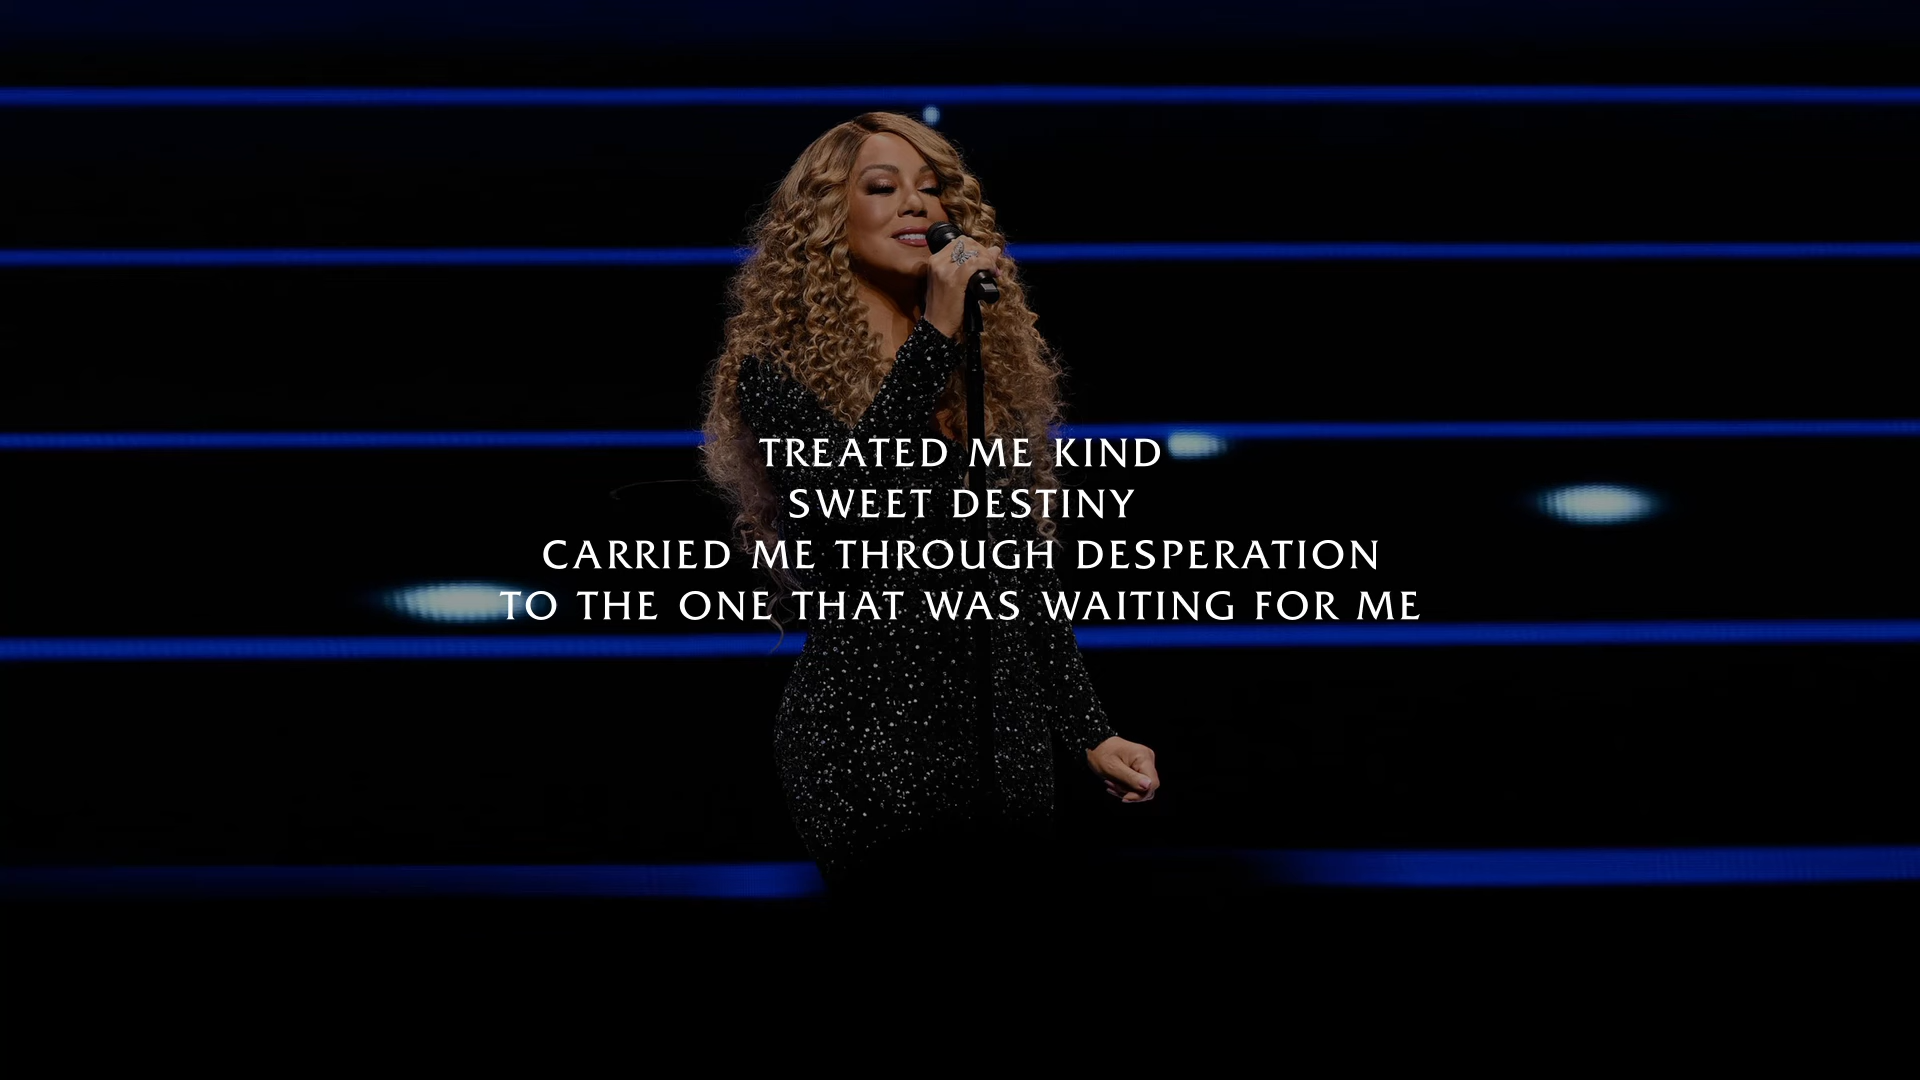 TREATED ME KIND
SWEET DESTINY
CARRIED ME THROUGH DESPERATION
TO THE ONE THAT WAS WAITING FOR ME